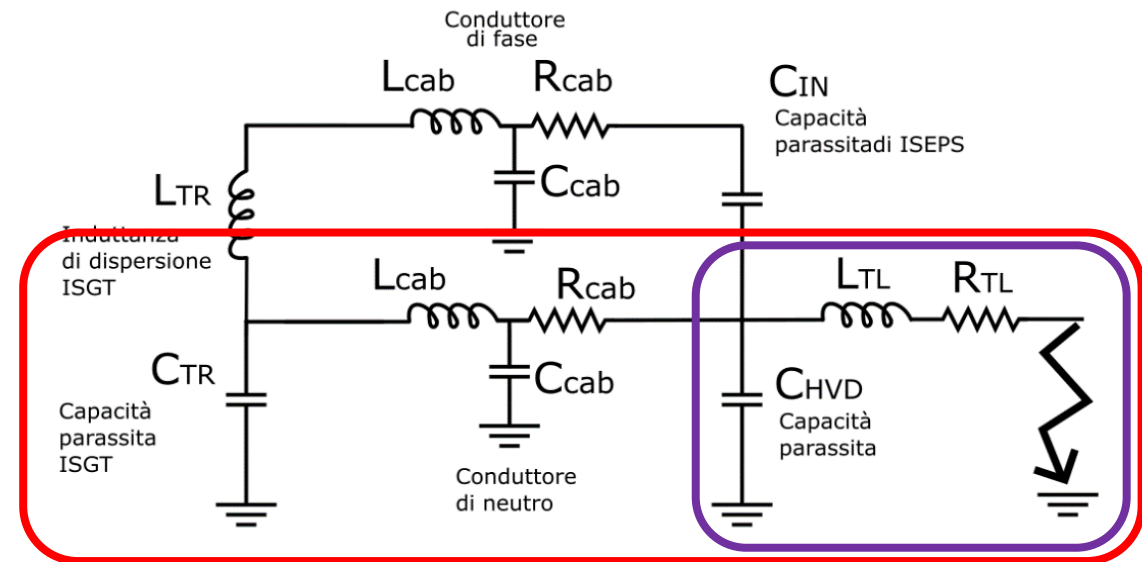 Conduttore
di fase
Lcab
Rcab
CIN
Capacità
parassitadi ISEPS
Ccab
LTR
Induttanza
di dispersione
ISGT
Lcab
Rcab
LTL
RTL
CTR
Ccab
CHVD
Capacità
parassita
Capacità
parassita
ISGT
Conduttore
di neutro